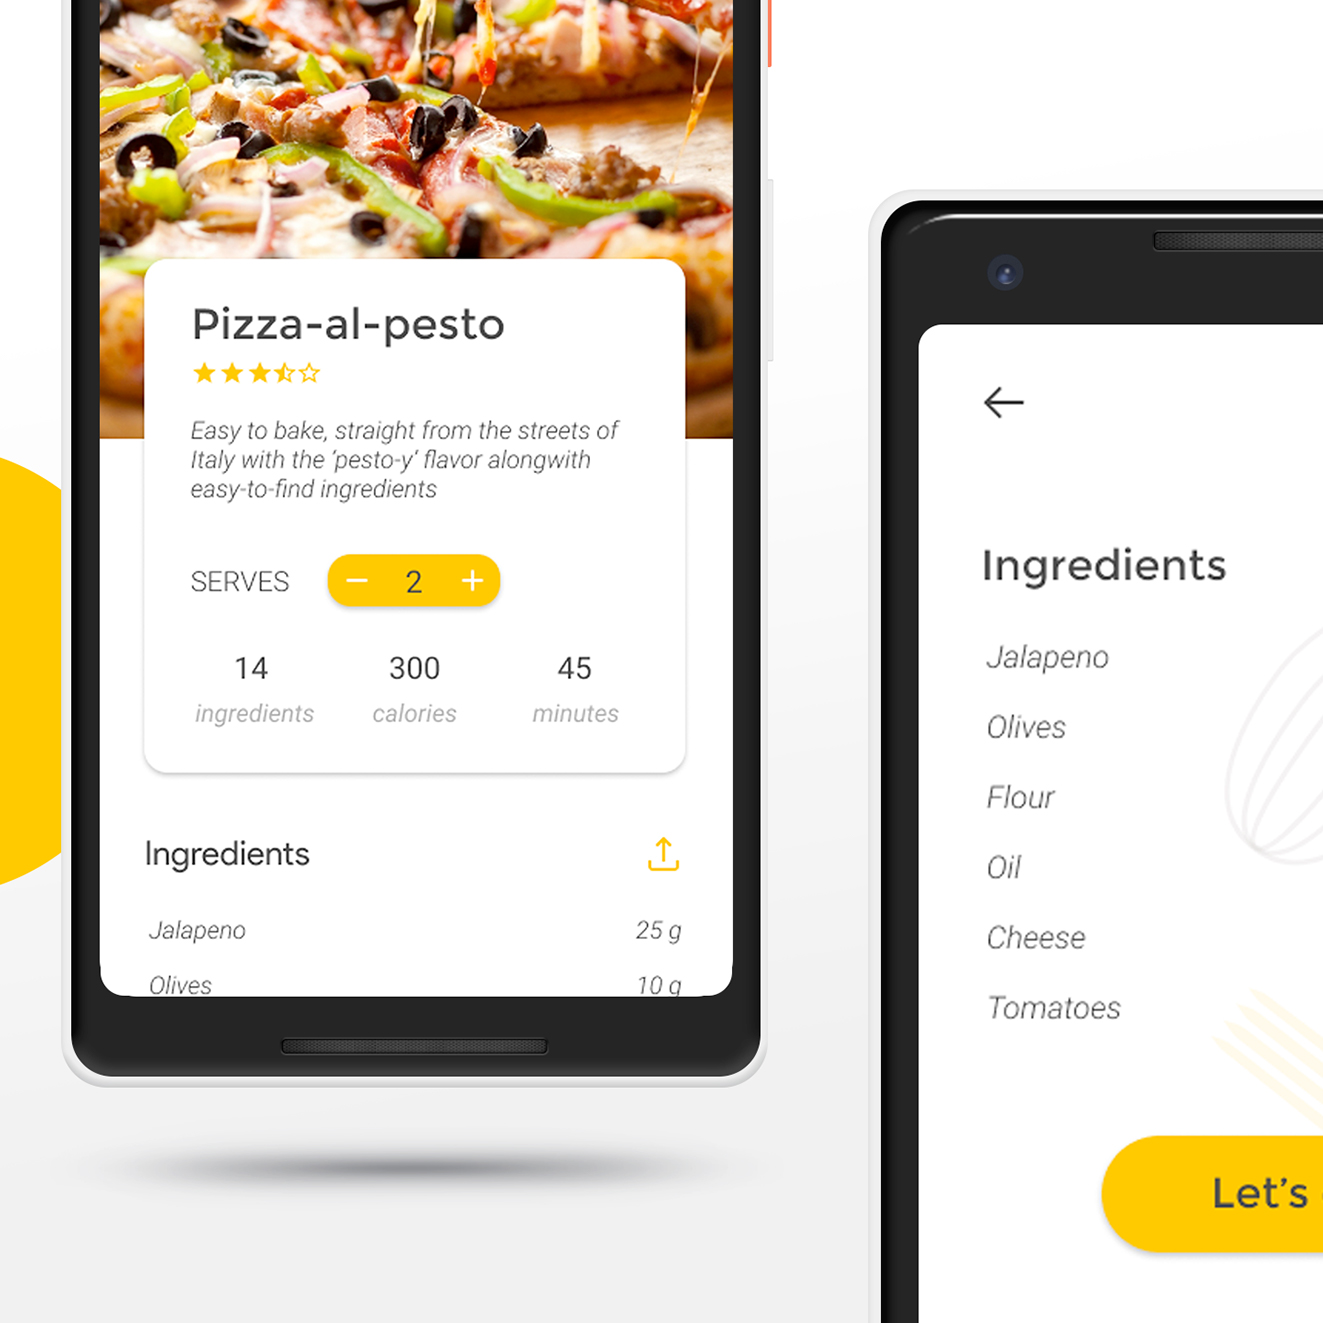 Pizza-al-pesto
Easy to bake, straight from the streets of
Italy with the ‘pesto-y‘ flavor alongwith
easy-to-find ingredients
SERVES − 2 +
14 300 45
ingredients calories minutes
Ingredients
Jalapeno 25 g
Olives 10 g
Ingredients
Jalapeno
Olives
Flour
Oil
Cheese
Tomatoes
Let’s